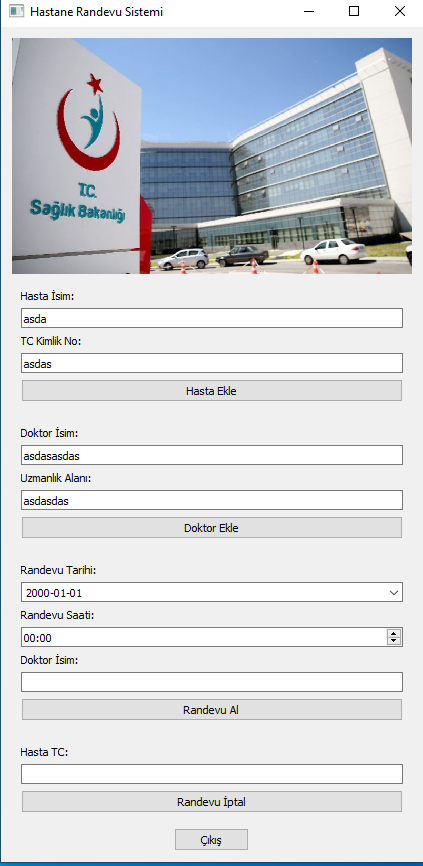 Hastane Randevu Sistemi
T.C.
Sağlık Bakanlığı
Hasta İsim:
asda
TC Kimlik No:
asdas
Hasta Ekle
Doktor İsim:
asdasasdas
Uzmanlık Alanı:
asdasdas
Doktor Ekle
Randevu Tarihi:
2000-01-01
Randevu Saati:
00:00
Doktor İsim:
Randevu Al
Hasta TC:
Randevu İptal
Çıkış